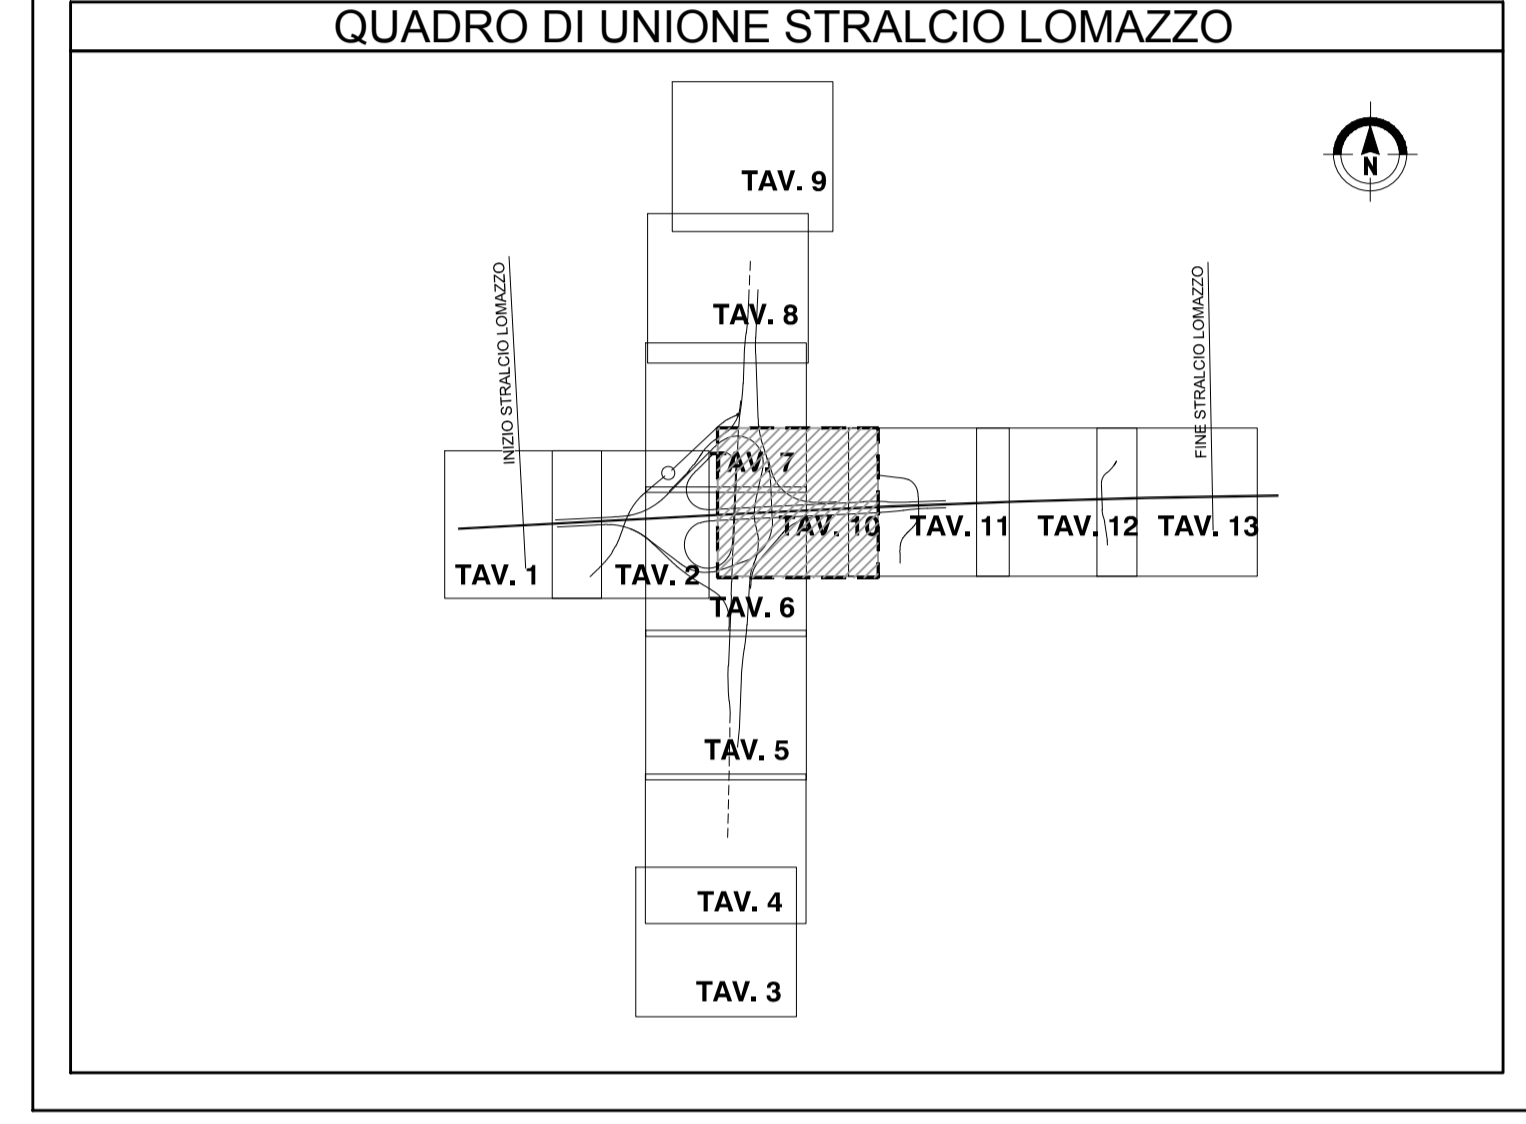 QUADRO DI UNIONE STRALCIO LOMAZZO
TAV. 9
N
TAV. 8
INIZIO STRALCIO LOMAZZO
FINE STRALCIO LOMAZZO
TAV. 7
TAV. 10
TAV. 11
TAV. 12
TAV. 13
TAV. 1
TAV. 2
TAV. 6
TAV. 5
TAV. 4
TAV. 3